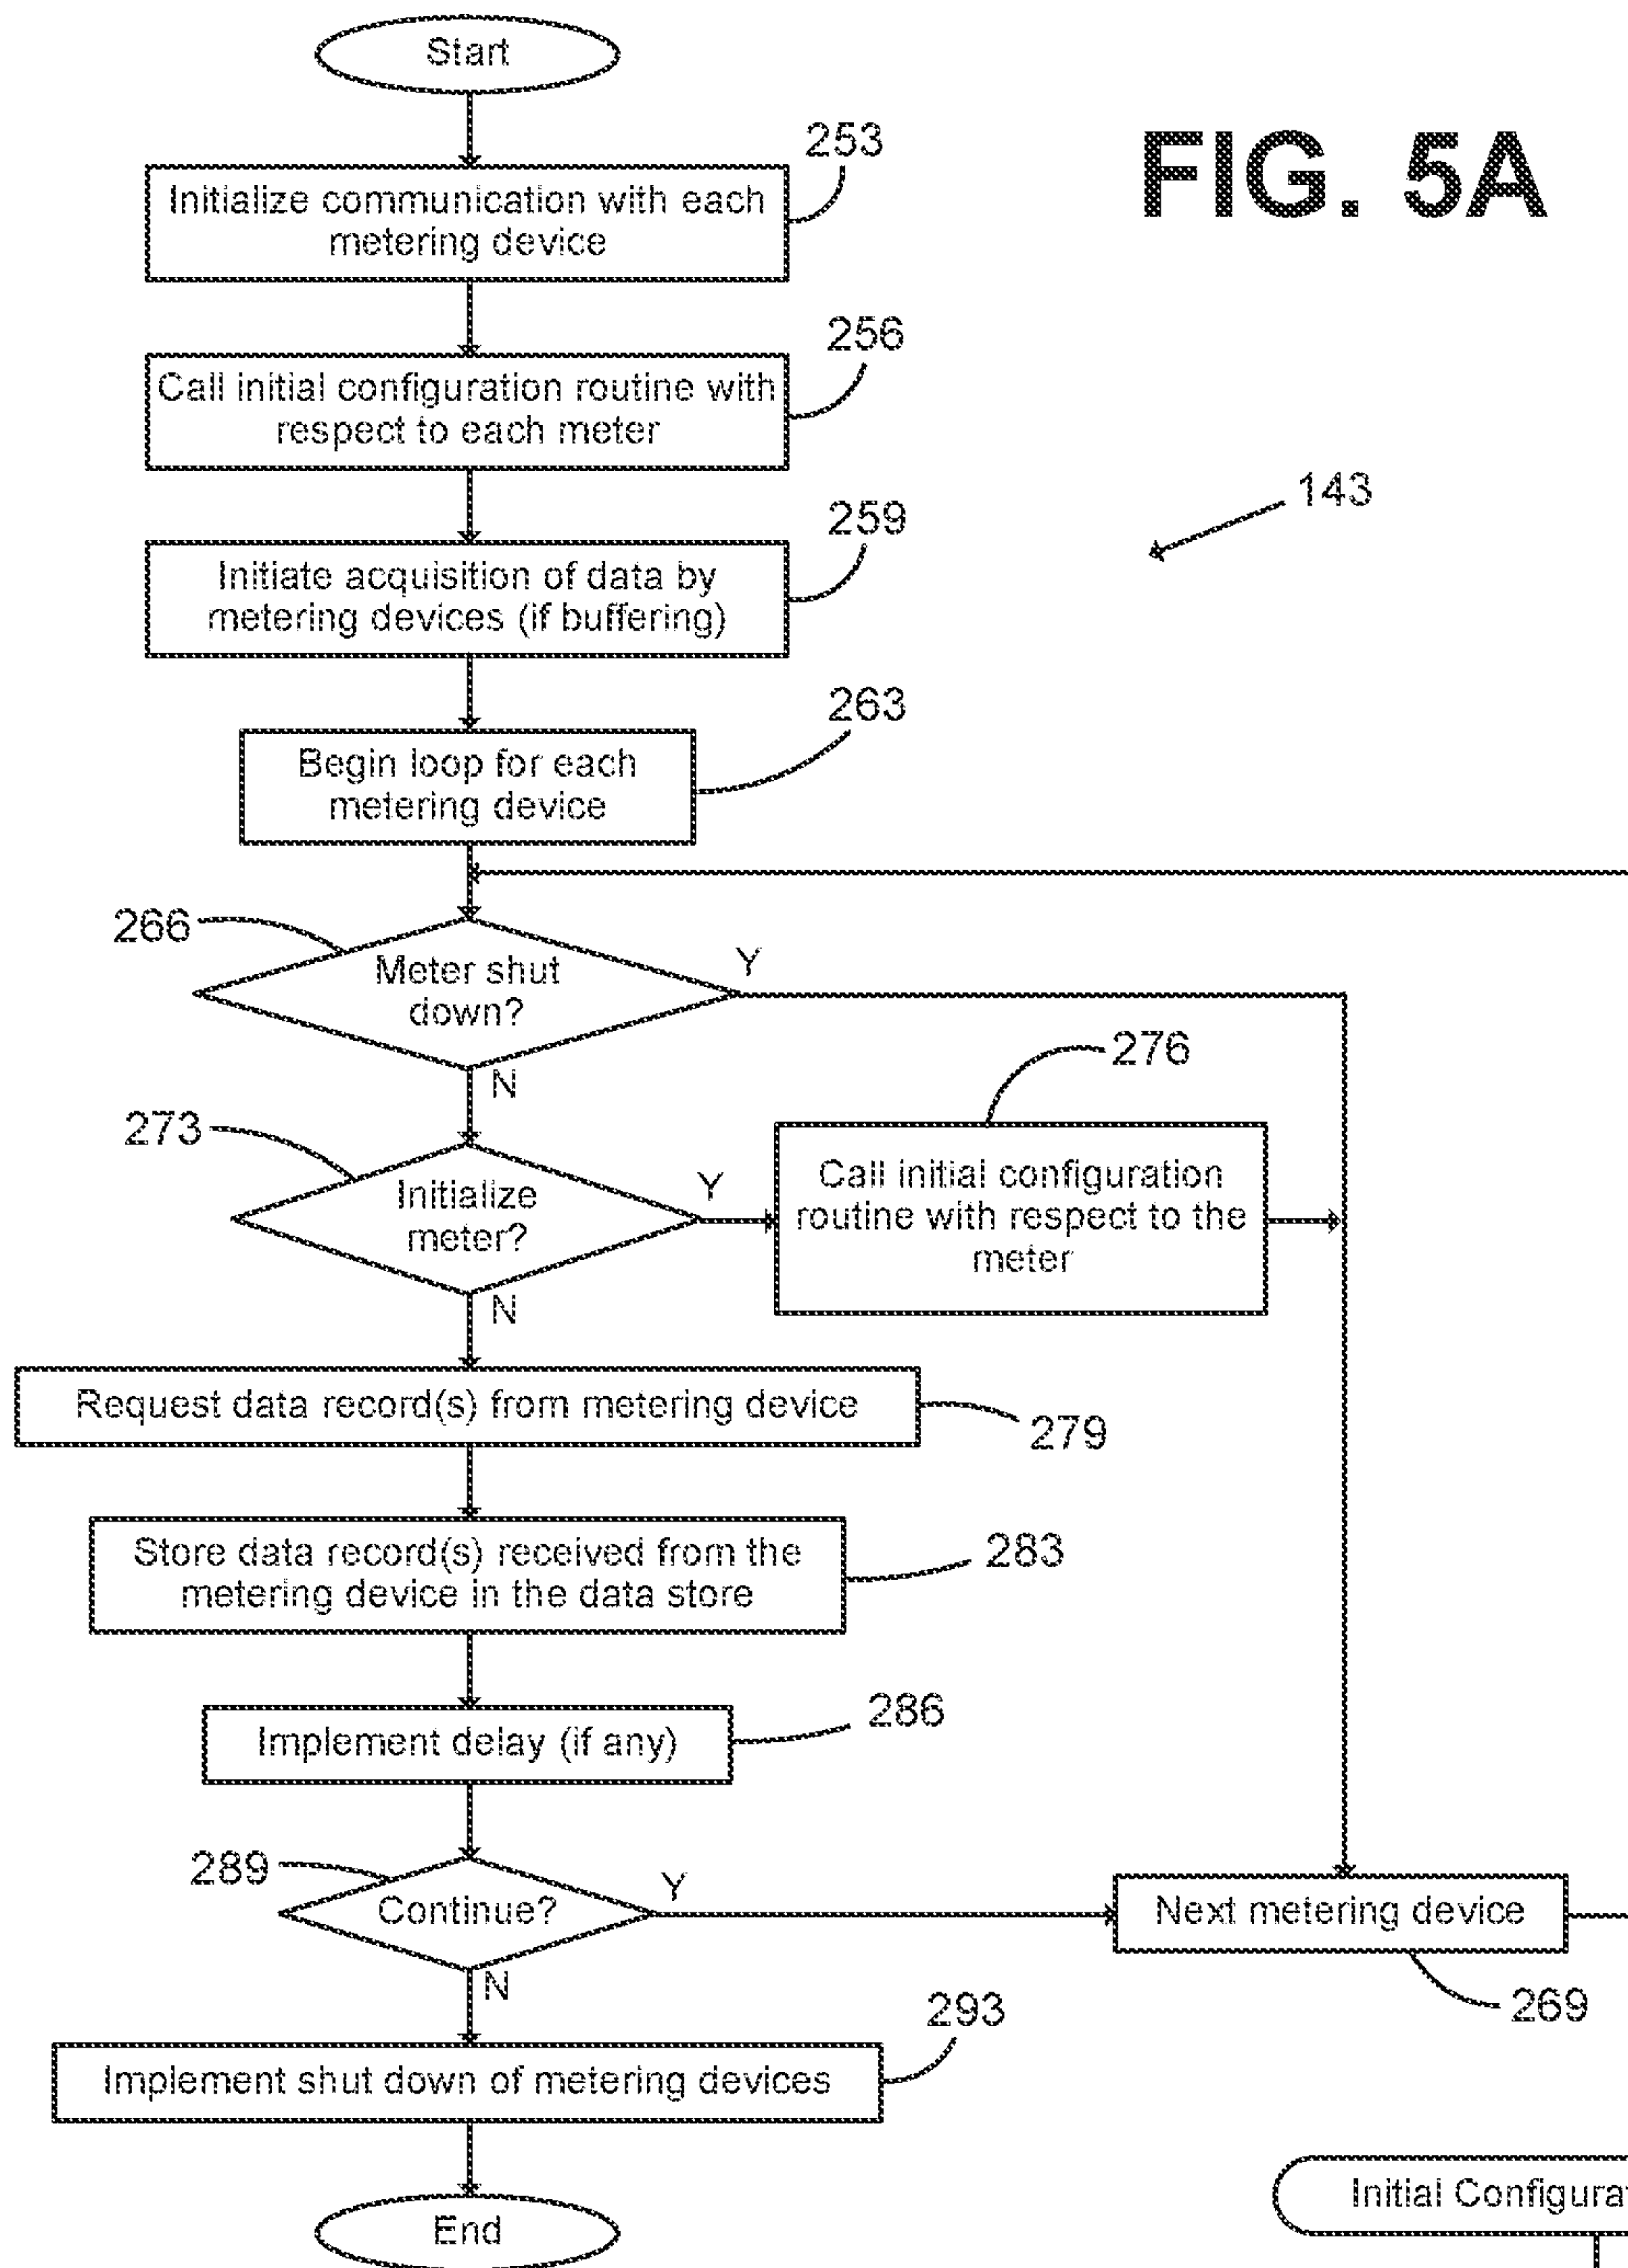 Start
FIG. 5A
253
Initialize communication with each
metering device
256
Call initial configuration routine with
respect to each meter
143
259
Initiate acquisition of data by
metering devices (if buffering)
263
Begin loop for each
metering device
266
Meter shut
down?
Y
N
276
273
Initialize
meter?
Y
Call initial configuration
routine with respect to the
meter
N
Request data record(s) from metering device
279
Store data record(s) received from the
metering device in the data store
283
Implement delay (if any)
286
289
Continue?
Y
Next metering device
N
269
293
Implement shut down of metering devices
End
Initial